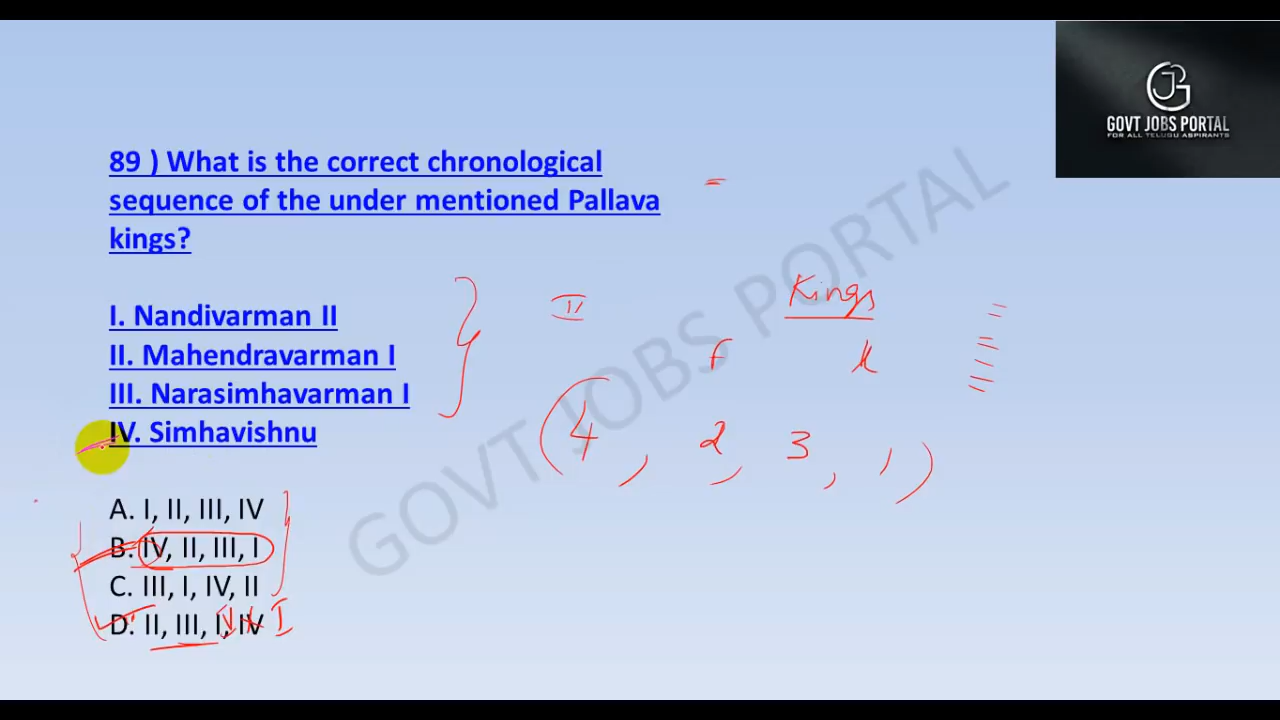 GOVT JOBS PORTAL
FOR ALL TELUGU ASPIRANTS
89 ) What is the correct chronological
sequence of the under mentioned Pallava
kings?
I. Nandivarman II
II. Mahendravarman I
III. Narasimhavarman I
IV. Simhavishnu
II
Kings
4, 2, 3, 1)
A. I, II, III, IV
B. IV, II, III, I
C. III, I, IV, II
D. II, III, I, IV
I
GOVT JOBS PORTAL